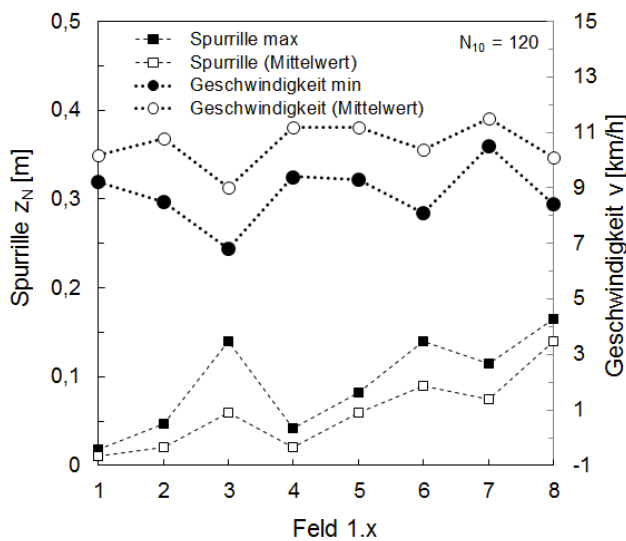 0,5
0,4
0,3
0,2
0,1
0
Spurrille z_N [m]
Spurrille max
Spurrille (Mittelwert)
Geschwindigkeit min
Geschwindigkeit (Mittelwert)
N_10 = 120
15
13
11
9
7
5
3
1
-1
Geschwindigkeit v [km/h]
1 2 3 4 5 6 7 8
Feld 1.x